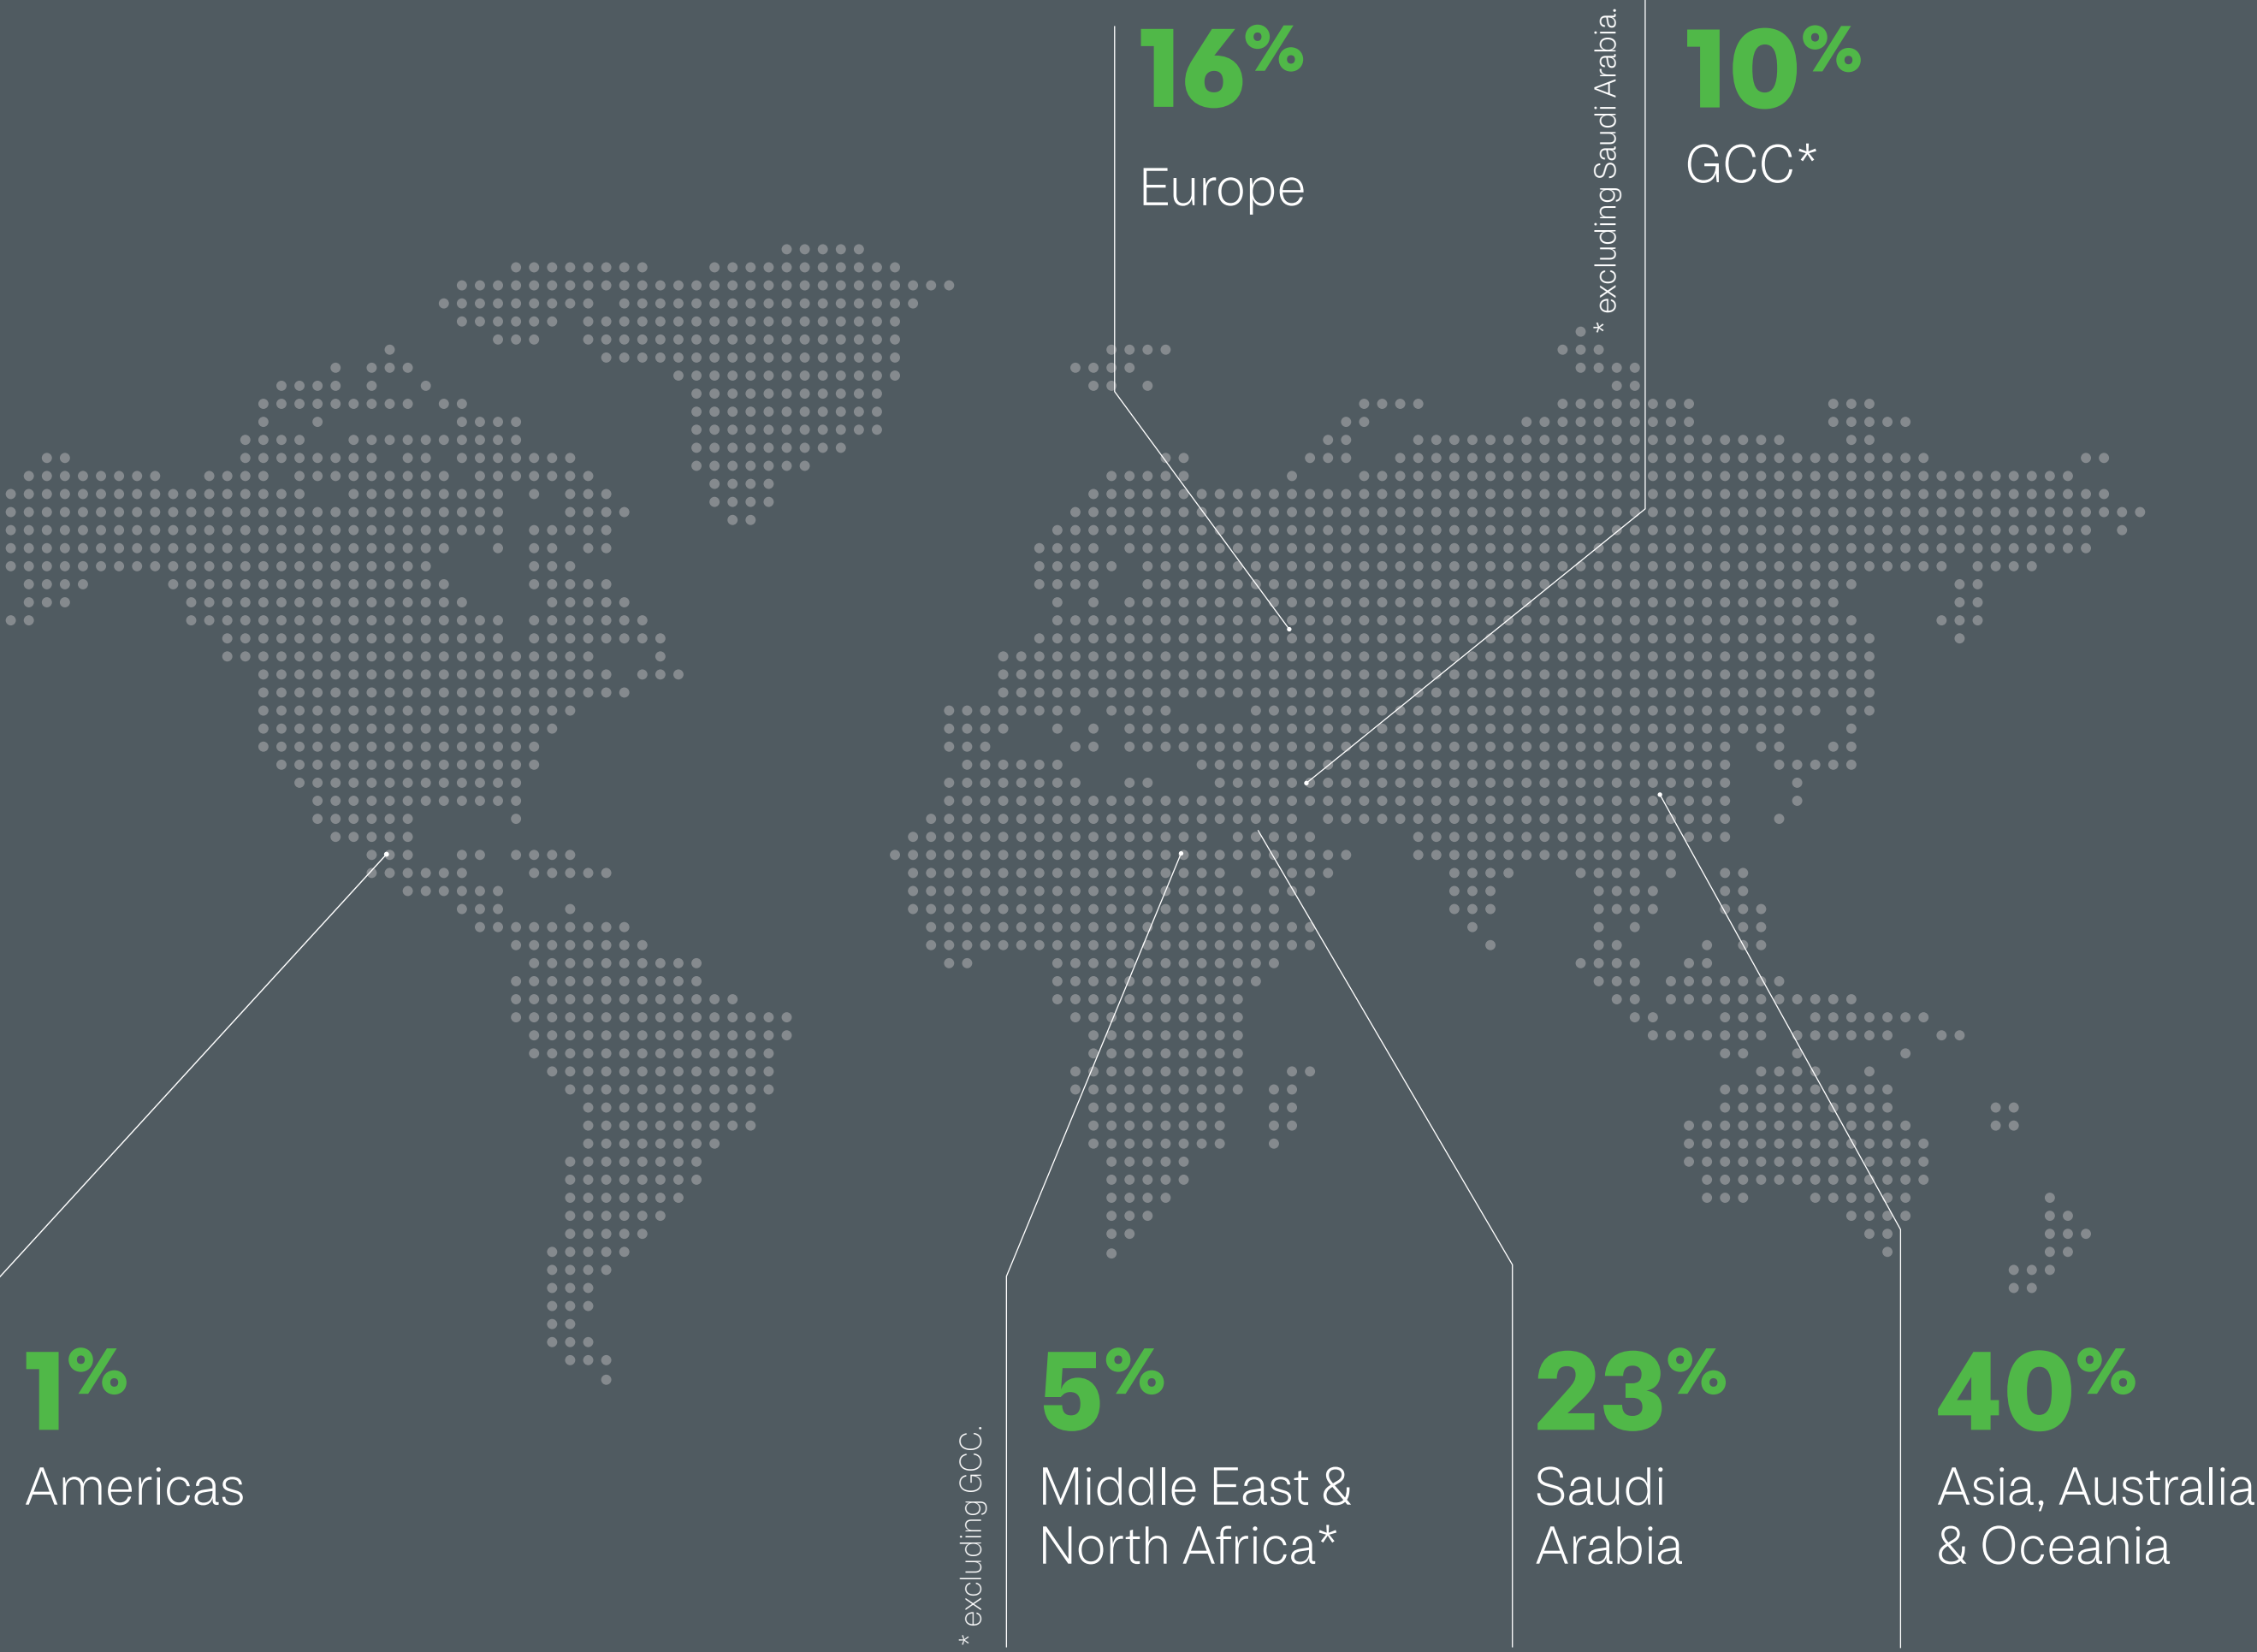 16%
Europe
* excluding Saudi Arabia.
10%
GCC*
1%
Americas
* excluding GCC.
5%
Middle East &
North Africa*
23%
Saudi
Arabia
40%
Asia, Australia
& Oceania